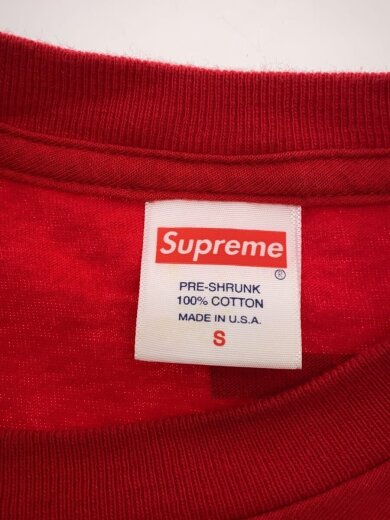 Supreme
®
PRE-SHRUNK
100% COTTON
MADE IN U.S.A.
S